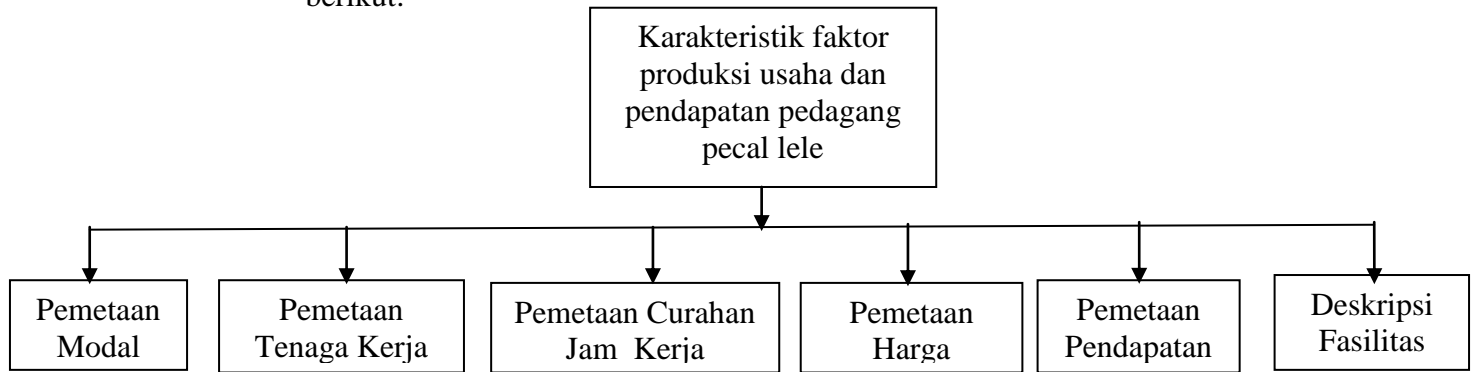 berikut:
Karakteristik faktor
produksi usaha dan
pendapatan pedagang
pecal lele
Pemetaan
Modal
Pemetaan
Tenaga Kerja
Pemetaan Curahan
Jam Kerja
Pemetaan
Harga
Pemetaan
Pendapatan
Deskripsi
Fasilitas